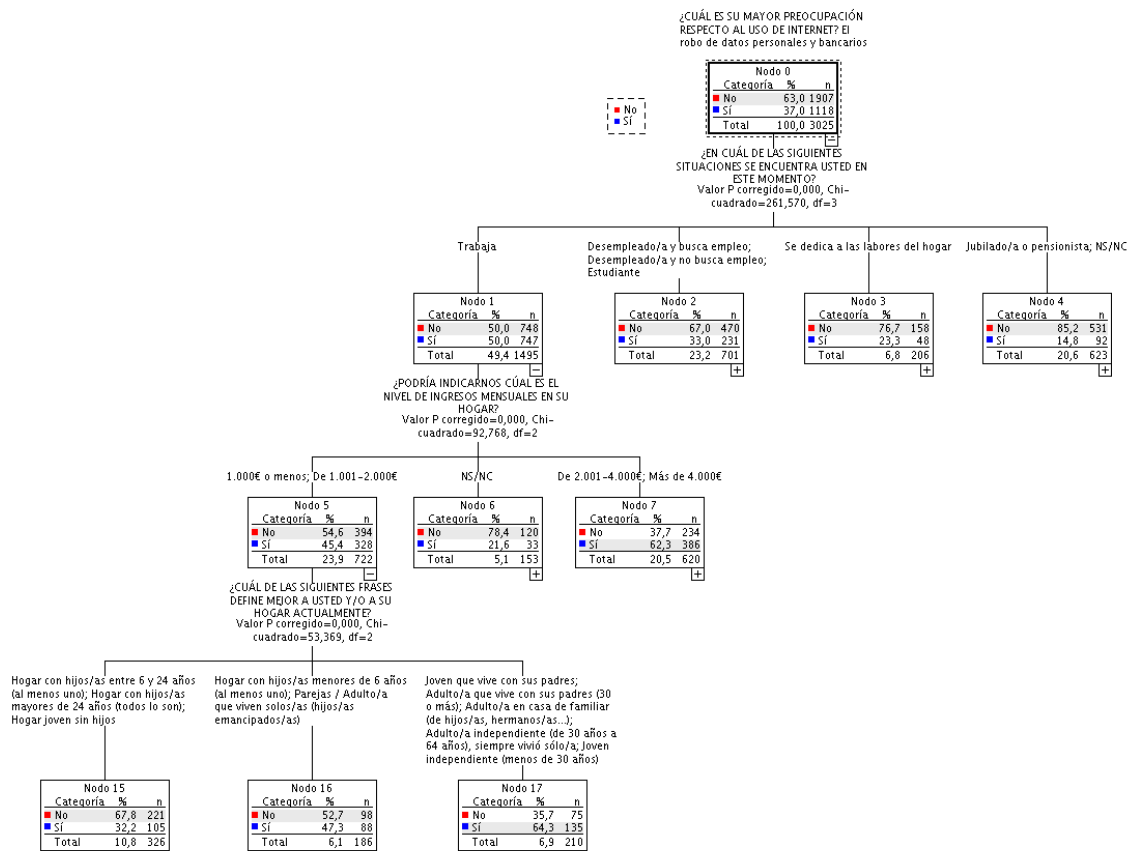 ¿CUÁL ES SU MAYOR PREOCUPACIÓN
RESPECTO AL USO DE INTERNET? El
robo de datos personales y bancarios
Nodo 0
Categoría % n
No 63,0 1907
Sí 37,0 1118
Total 100,0 3025
No
Sí
¿EN CUÁL DE LAS SIGUIENTES
SITUACIONES SE ENCUENTRA USTED EN
ESTE MOMENTO?
Valor P corregido=0,000, Chi-
cuadrado=261,570, df=3
Trabaja
Desempleado/a y busca empleo;
Desempleado/a y no busca empleo;
Estudiante
Se dedica a las labores del hogar
Jubilado/a o pensionista; NS/NC
Nodo 1
Categoría % n
No 50,0 748
Sí 50,0 747
Total 49,4 1495
Nodo 2
Categoría % n
No 67,0 470
Sí 33,0 231
Total 23,2 701
Nodo 3
Categoría % n
No 76,7 158
Sí 23,3 48
Total 6,8 206
Nodo 4
Categoría % n
No 85,2 531
Sí 14,8 92
Total 20,6 623
¿PODRÍA INDICARNOS CÚAL ES EL
NIVEL DE INGRESOS MENSUALES EN SU
HOGAR?
Valor P corregido=0,000, Chi-
cuadrado=92,768, df=2
1.000€ o menos; De 1.001-2.000€
NS/NC
De 2.001-4.000€; Más de 4.000€
Nodo 5
Categoría % n
No 54,6 394
Sí 45,4 328
Total 23,9 722
Nodo 6
Categoría % n
No 78,4 120
Sí 21,6 33
Total 5,1 153
Nodo 7
Categoría % n
No 37,7 234
Sí 62,3 386
Total 20,5 620
¿CUÁL DE LAS SIGUIENTES FRASES
DEFINE MEJOR A USTED Y/O A SU
HOGAR ACTUALMENTE?
Valor P corregido=0,000, Chi-
cuadrado=53,369, df=2
Hogar con hijos/as entre 6 y 24 años
(al menos uno); Hogar con hijos/as
mayores de 24 años (todos lo son);
Hogar joven sin hijos
Hogar con hijos/as menores de 6 años
(al menos uno); Parejas / Adulto/a
que viven solos/as (hijos/as
emancipados/as)
Joven que vive con sus padres;
Adulto/a que vive con sus padres (30
o más); Adulto/a en casa de familiar
(de hijos/as, hermanos/as...);
Adulto/a independiente (de 30 años a
64 años), siempre vivió sólo/a; Joven
independiente (menos de 30 años)
Nodo 15
Categoría % n
No 67,8 221
Sí 32,2 105
Total 10,8 326
Nodo 16
Categoría % n
No 52,7 98
Sí 47,3 88
Total 6,1 186
Nodo 17
Categoría % n
No 35,7 75
Sí 64,3 135
Total 6,9 210